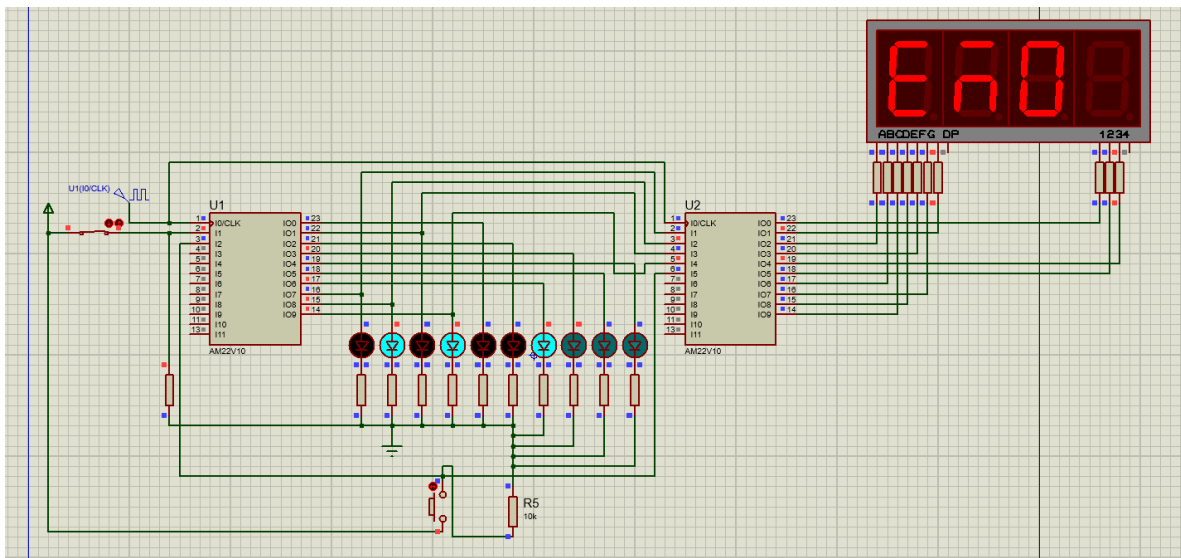 En0
ABCDEFG DP
1234
U1(I0/CLK)
U1
U2
1 I0/CLK IO0 23
2 I1 IO1 22
3 I2 IO2 21
4 I3 IO3 20
5 I4 IO4 19
6 I5 IO5 18
7 I6 IO6 17
8 I7 IO7 16
9 I8 IO8 15
10 I9 IO9 14
11 I10
13 I11
AM22V10
1 I0/CLK IO0 23
2 I1 IO1 22
3 I2 IO2 21
4 I3 IO3 20
5 I4 IO4 19
6 I5 IO5 18
7 I6 IO6 17
8 I7 IO7 16
9 I8 IO8 15
10 I9 IO9 14
11 I10
13 I11
AM22V10
R5
10k